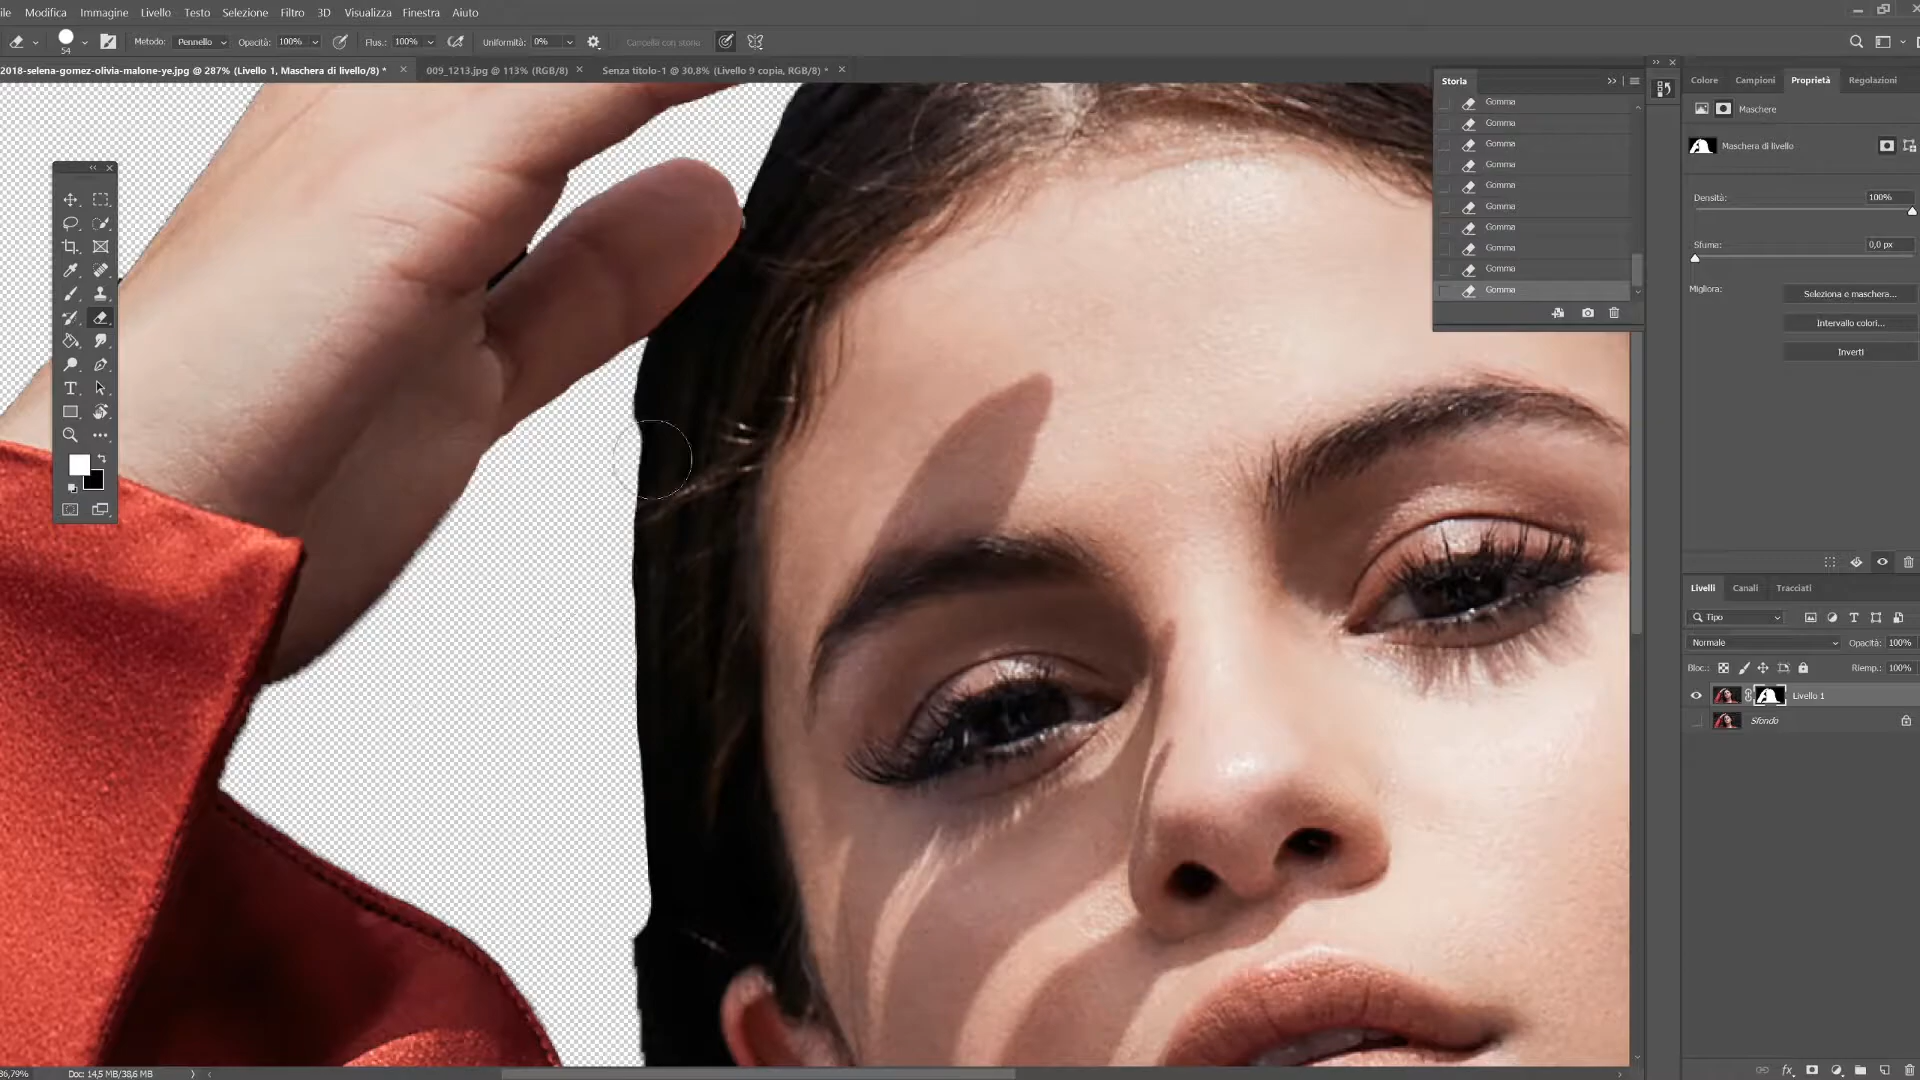 ile Modifica Immagine Livello Testo Selezione Filtro 3D Visualizza Finestra Aiuto
54 Metodo: Pennello Opacità: 100% Flus.: 100% Uniformità: 0% Cancella con storia
2018-selena-gomez-olivia-malone-ye.jpg @ 287% (Livello 1, Maschera di livello/8) * 009_1213.jpg @ 113% (RGB/8) Senza titolo-1 @ 30,8% (Livello 9 copia, RGB/8) *
Storia
Gomma
Gomma
Gomma
Gomma
Gomma
Gomma
Gomma
Gomma
Gomma
Gomma
Colore Campioni Proprietà Regolazioni
Maschere
Maschera di livello
Densità: 100%
Sfuma: 0,0 px
Migliora: Seleziona e maschera...
Intervallo colori...
Inverti
Livelli Canali Tracciati
Tipo
Normale Opacità: 100%
Bloc.: Riemp.: 100%
Livello 1
Sfondo
36,79% Doc: 14,5 MB/38,6 MB